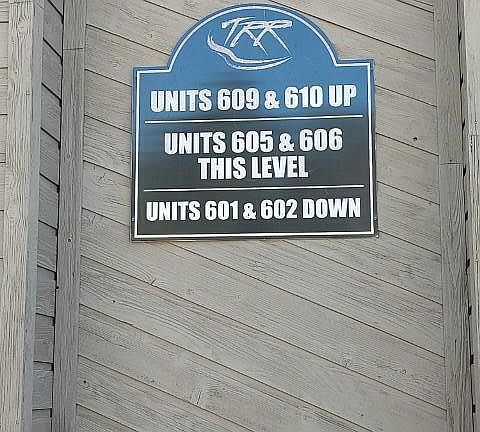 TRR
UNITS 609 & 610 UP
UNITS 605 & 606
THIS LEVEL
UNITS 601 & 602 DOWN